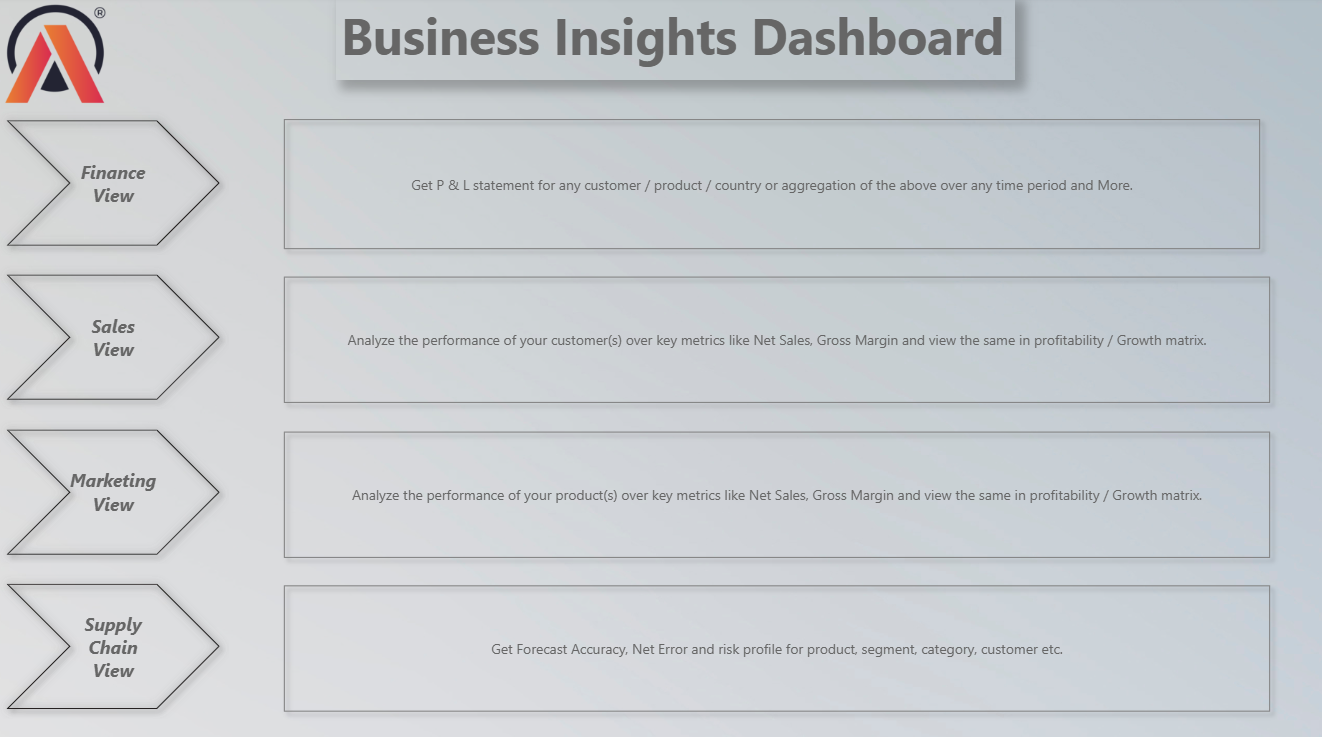 ®
Business Insights Dashboard
Finance
View
Get P & L statement for any customer / product / country or aggregation of the above over any time period and More.
Sales
View
Analyze the performance of your customer(s) over key metrics like Net Sales, Gross Margin and view the same in profitability / Growth matrix.
Marketing
View
Analyze the performance of your product(s) over key metrics like Net Sales, Gross Margin and view the same in profitability / Growth matrix.
Supply
Chain
View
Get Forecast Accuracy, Net Error and risk profile for product, segment, category, customer etc.